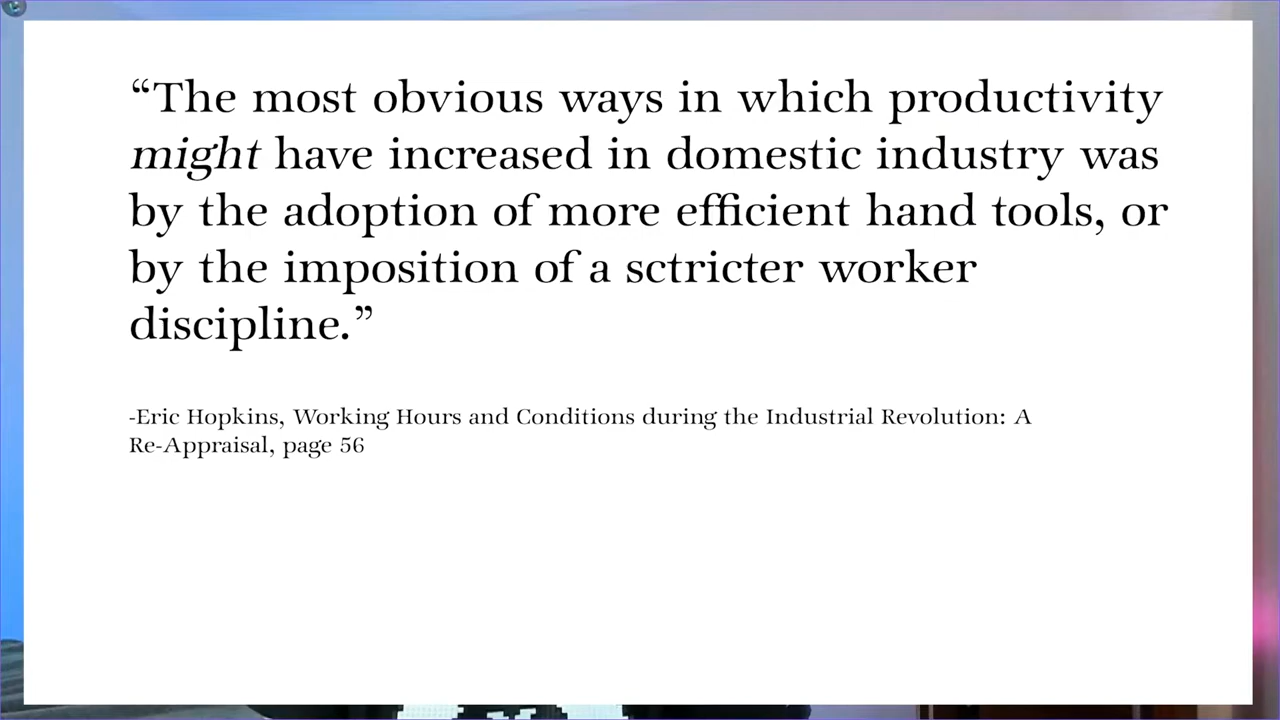 “The most obvious ways in which productivity
might have increased in domestic industry was
by the adoption of more efficient hand tools, or
by the imposition of a sctricter worker
discipline.”
-Eric Hopkins, Working Hours and Conditions during the Industrial Revolution: A
Re-Appraisal, page 56